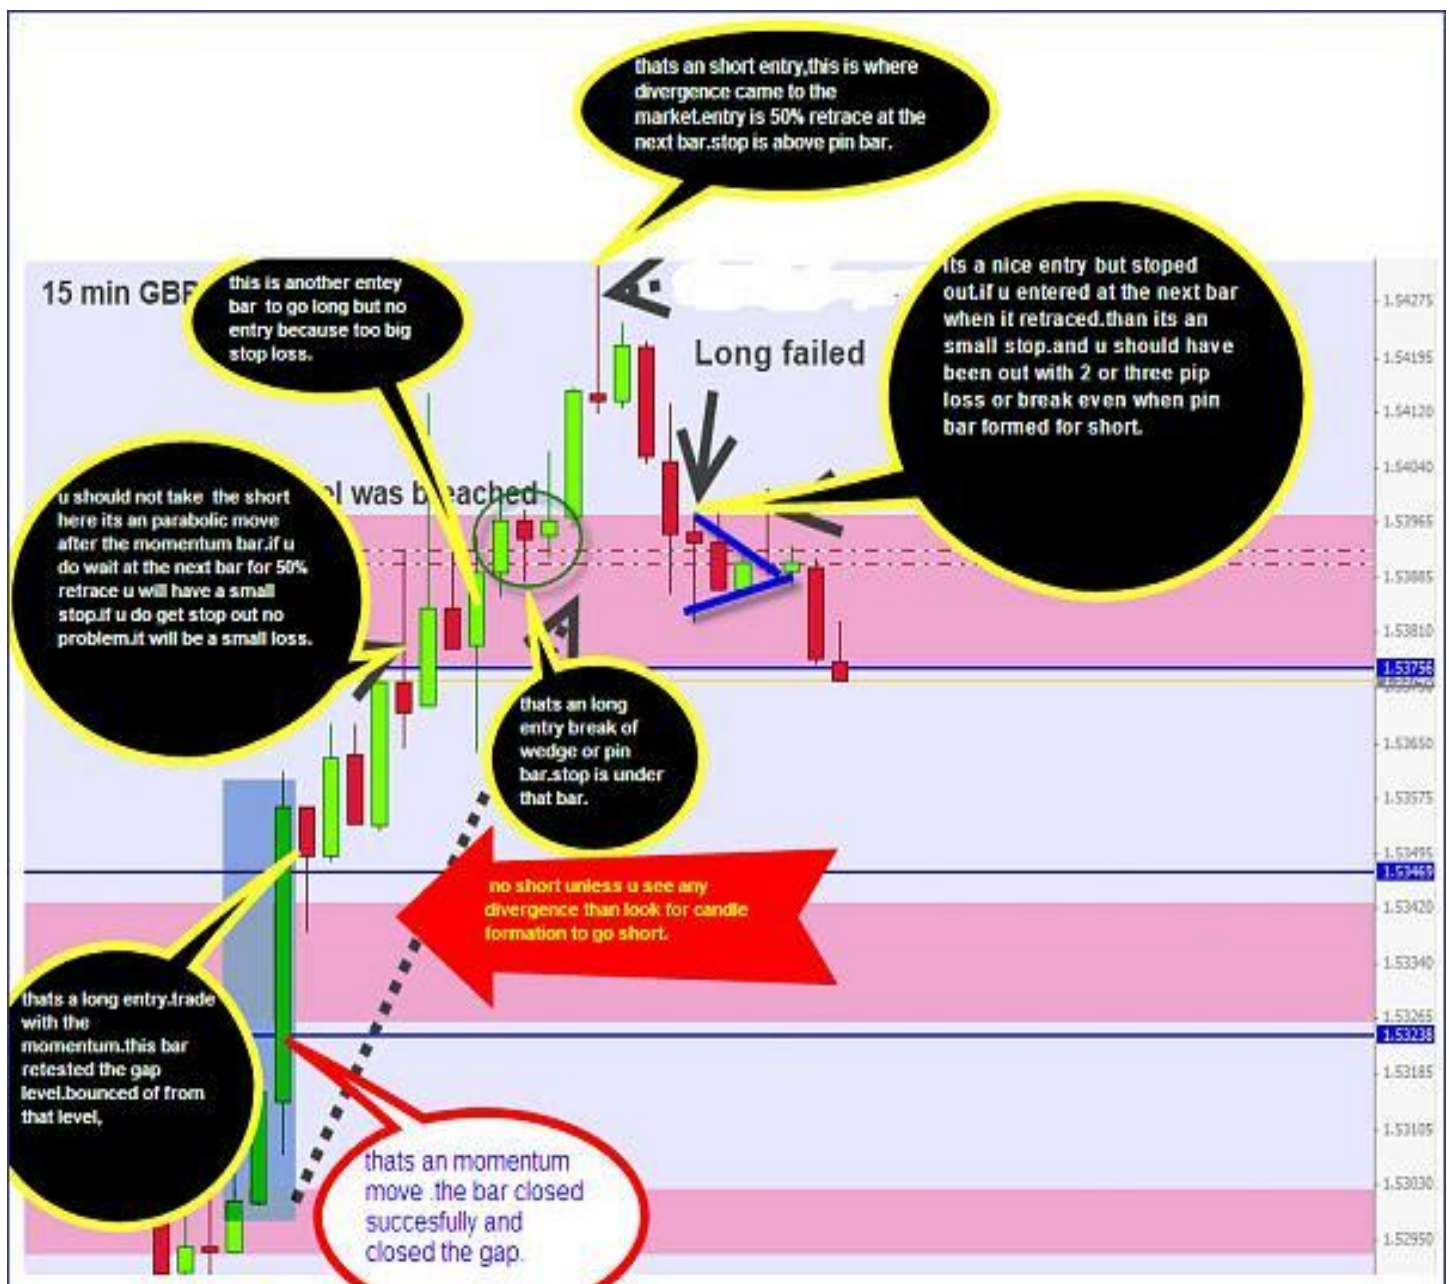 thats an short entry,this is where
divergence came to the
market.entry is 50% retrace at the
next bar.stop is above pin bar.
15 min GBP
this is another entey
bar to go long but no
entry because too big
stop loss.
Long failed
its a nice entry but stoped
out.if u entered at the next bar
when it retraced.than its an
small stop.and u should have
been out with 2 or three pip
loss or break even when pin
bar formed for short.
was breached
u should not take the short
here its an parabolic move
after the momentum bar.if u
do wait at the next bar for 50%
retrace u will have a small
stop.if u do get stop out no
problem.it will be a small loss.
thats an long
entry break of
wedge or pin
bar.stop is under
that bar.
no short unless u see any
divergence than look for candle
formation to go short.
thats a long entry.trade
with the
momentum.this bar
retested the gap
level.bounced of from
that level,
thats an momentum
move .the bar closed
succesfully and
closed the gap.
1.54275
1.54195
1.54120
1.54040
1.53965
1.53885
1.53810
1.53756
1.53650
1.53575
1.53495
1.53469
1.53420
1.53340
1.53265
1.53238
1.53185
1.53105
1.53030
1.52950